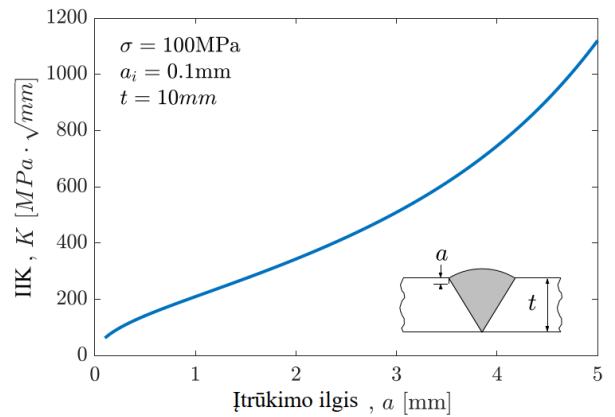 1200
1000
800
600
400
200
0
IIK , K [MPa · √mm]
σ = 100MPa
a_i = 0.1mm
t = 10mm
a
t
0 1 2 3 4 5
Įtrūkimo ilgis , a [mm]